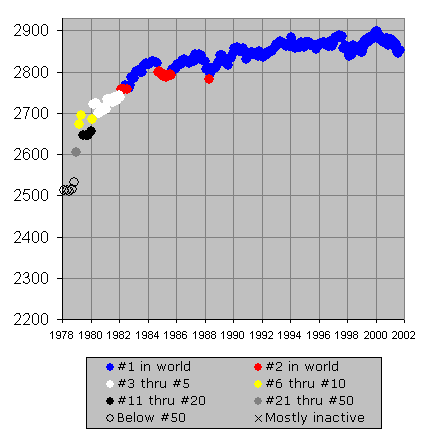 2900
2800
2700
2600
2500
2400
2300
2200
1978 1980 1982 1984 1986 1988 1990 1992 1994 1996 1998 2000 2002
#1 in world #2 in world
#3 thru #5 #6 thru #10
#11 thru #20 #21 thru #50
Below #50 Mostly inactive